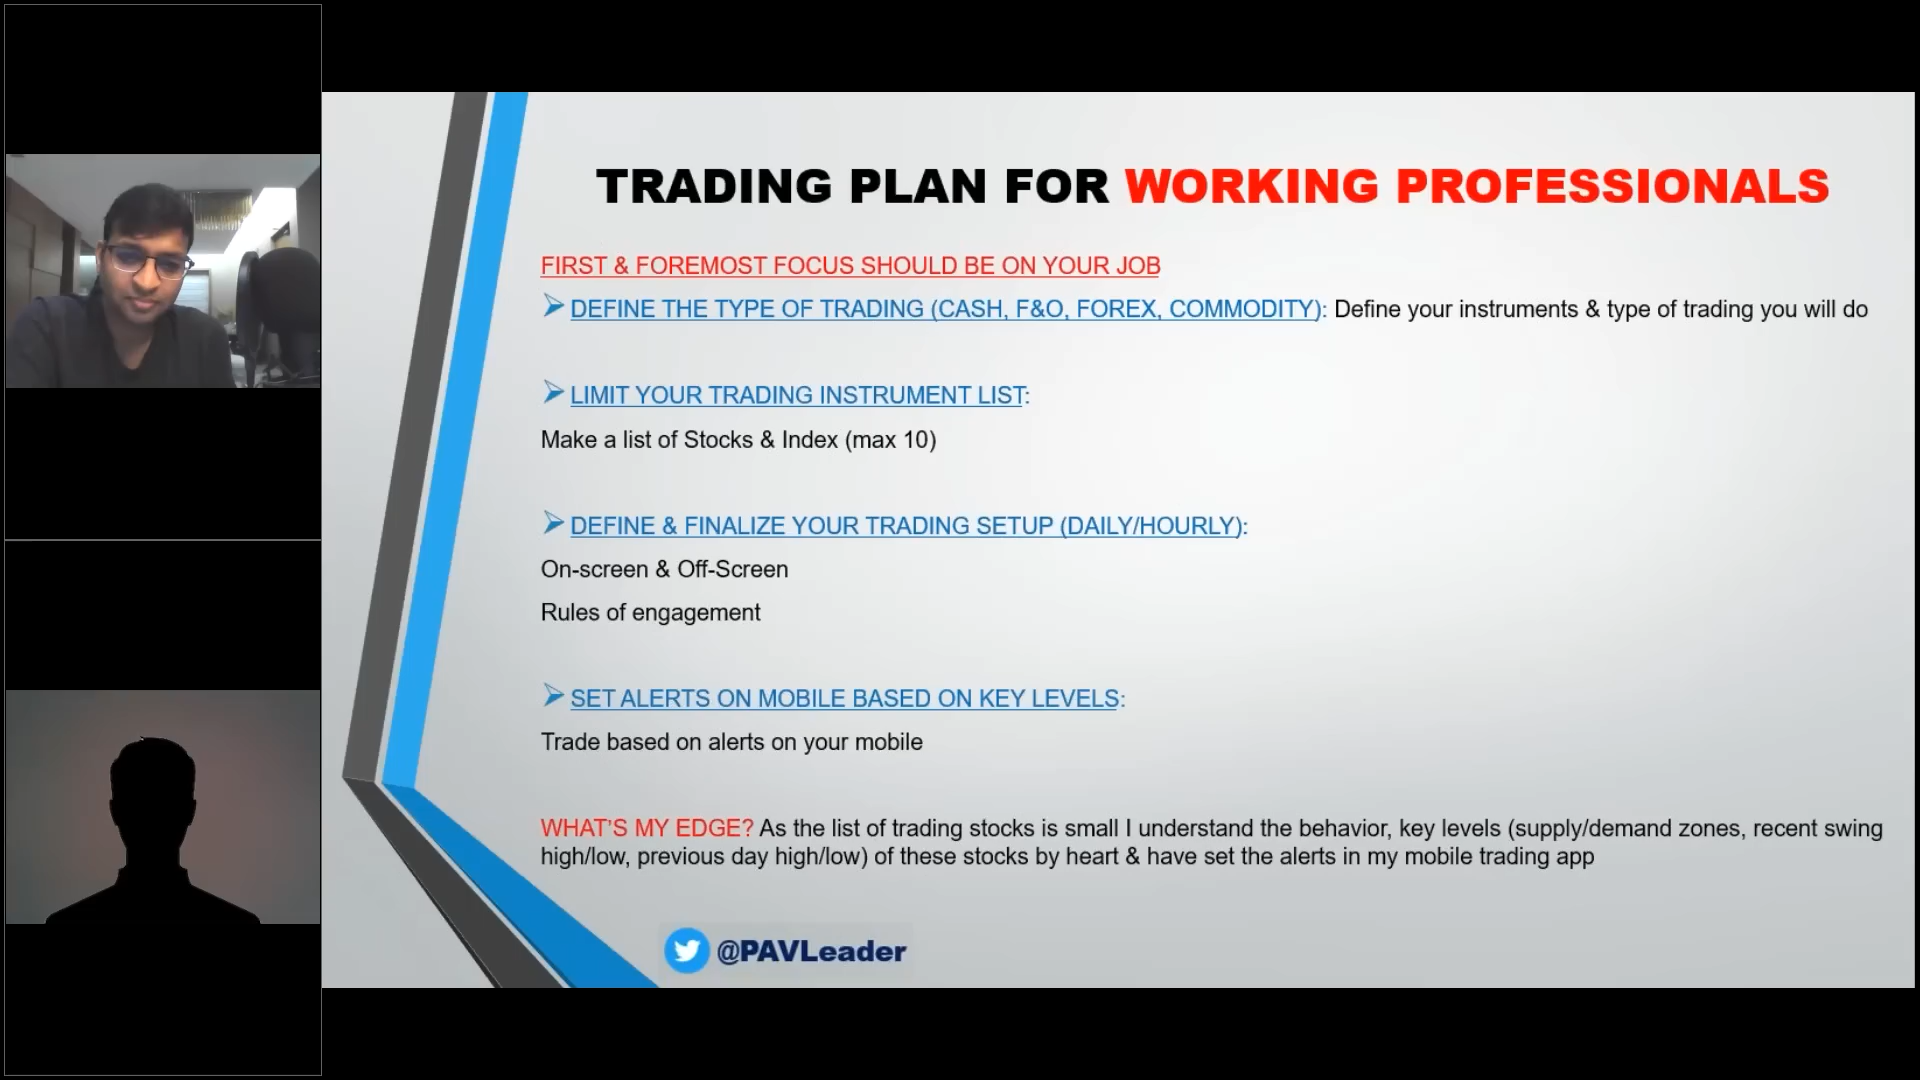 TRADING PLAN FOR WORKING PROFESSIONALS
FIRST & FOREMOST FOCUS SHOULD BE ON YOUR JOB
DEFINE THE TYPE OF TRADING (CASH, F&O, FOREX, COMMODITY): Define your instruments & type of trading you will do
LIMIT YOUR TRADING INSTRUMENT LIST:
Make a list of Stocks & Index (max 10)
DEFINE & FINALIZE YOUR TRADING SETUP (DAILY/HOURLY):
On-screen & Off-Screen
Rules of engagement
SET ALERTS ON MOBILE BASED ON KEY LEVELS:
Trade based on alerts on your mobile
WHAT'S MY EDGE? As the list of trading stocks is small I understand the behavior, key levels (supply/demand zones, recent swing
high/low, previous day high/low) of these stocks by heart & have set the alerts in my mobile trading app
@PAVLeader